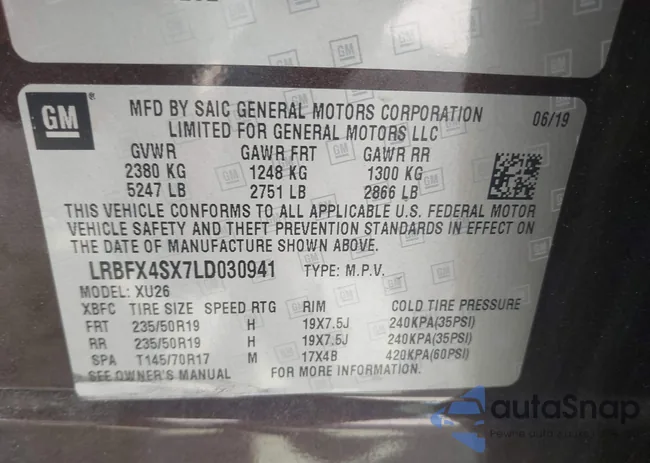 GM
MFD BY SAIC GENERAL MOTORS CORPORATION 06/19
LIMITED FOR GENERAL MOTORS LLC
GVWR GAWR FRT GAWR RR
2380 KG 1248 KG 1300 KG
5247 LB 2751 LB 2866 LB
THIS VEHICLE CONFORMS TO ALL APPLICABLE U.S. FEDERAL MOTOR
VEHICLE SAFETY AND THEFT PREVENTION STANDARDS IN EFFECT ON
THE DATE OF MANUFACTURE SHOWN ABOVE.
LRBFX4SX7LD030941 TYPE: M.P.V.
MODEL: XU26
XBFC TIRE SIZE SPEED RTG RIM COLD TIRE PRESSURE
FRT 235/50R19 H 19X7.5J 240KPA(35PSI)
RR 235/50R19 H 19X7.5J 240KPA(35PSI)
SPA T145/70R17 M 17X4B 420KPA(60PSI)
SEE OWNER'S MANUAL FOR MORE INFORMATION.
autaSnap
Pewne auto z